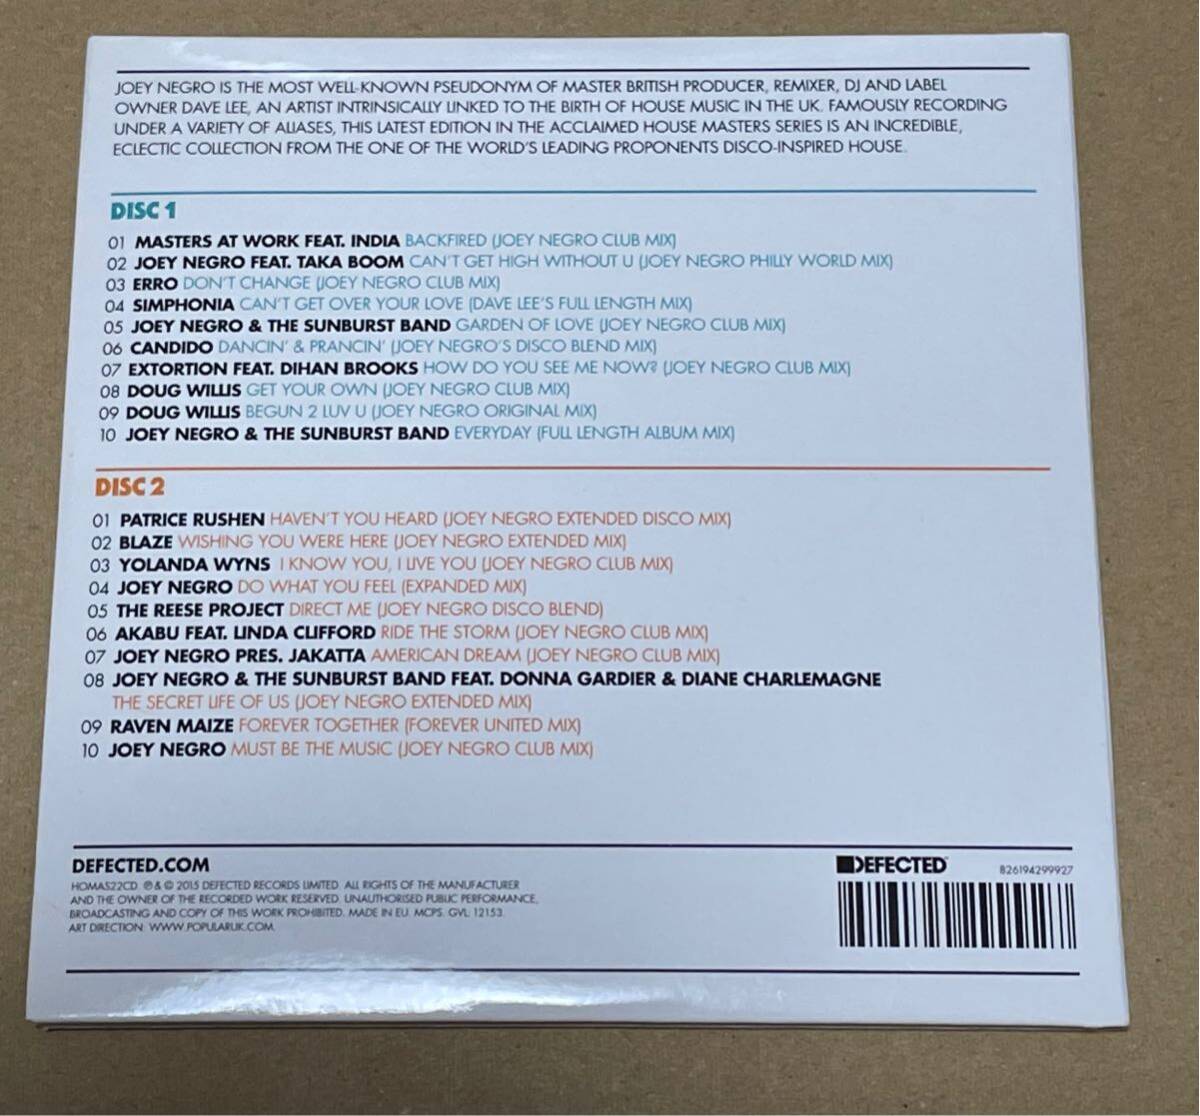 JOEY NEGRO IS THE MOST WELL-KNOWN PSEUDONYM OF MASTER BRITISH PRODUCER, REMIXER, DJ AND LABEL
OWNER DAVE LEE, AN ARTIST INTRINSICALLY LINKED TO THE BIRTH OF HOUSE MUSIC IN THE UK. FAMOUSLY RECORDING
UNDER A VARIETY OF ALIASES, THIS LATEST EDITION IN THE ACCLAIMED HOUSE MASTERS SERIES IS AN INCREDIBLE,
ECLECTIC COLLECTION FROM THE ONE OF THE WORLD'S LEADING PROPONENTS DISCO-INSPIRED HOUSE.
DISC 1
01 MASTERS AT WORK FEAT. INDIA BACKFIRED (JOEY NEGRO CLUB MIX)
02 JOEY NEGRO FEAT. TAKA BOOM CAN'T GET HIGH WITHOUT U (JOEY NEGRO PHILLY WORLD MIX)
03 ERRO DON'T CHANGE (JOEY NEGRO CLUB MIX)
04 SIMPHONIA CAN'T GET OVER YOUR LOVE (DAVE LEE'S FULL LENGTH MIX)
05 JOEY NEGRO & THE SUNBURST BAND GARDEN OF LOVE (JOEY NEGRO CLUB MIX)
06 CANDIDO DANCIN' & PRANCIN' (JOEY NEGRO'S DISCO BLEND MIX)
07 EXTORTION FEAT. DIHAN BROOKS HOW DO YOU SEE ME NOW? (JOEY NEGRO CLUB MIX)
08 DOUG WILLIS GET YOUR OWN (JOEY NEGRO CLUB MIX)
09 DOUG WILLIS BEGUN 2 LUV U (JOEY NEGRO ORIGINAL MIX)
10 JOEY NEGRO & THE SUNBURST BAND EVERYDAY (FULL LENGTH ALBUM MIX)
DISC 2
01 PATRICE RUSHEN HAVEN'T YOU HEARD (JOEY NEGRO EXTENDED DISCO MIX)
02 BLAZE WISHING YOU WERE HERE (JOEY NEGRO EXTENDED MIX)
03 YOLANDA WYNS I KNOW YOU, I LIVE YOU (JOEY NEGRO CLUB MIX)
04 JOEY NEGRO DO WHAT YOU FEEL (EXPANDED MIX)
05 THE REESE PROJECT DIRECT ME (JOEY NEGRO DISCO BLEND)
06 AKABU FEAT. LINDA CLIFFORD RIDE THE STORM (JOEY NEGRO CLUB MIX)
07 JOEY NEGRO PRES. JAKATTA AMERICAN DREAM (JOEY NEGRO CLUB MIX)
08 JOEY NEGRO & THE SUNBURST BAND FEAT. DONNA GARDIER & DIANE CHARLEMAGNE
THE SECRET LIFE OF US (JOEY NEGRO EXTENDED MIX)
09 RAVEN MAIZE FOREVER TOGETHER (FOREVER UNITED MIX)
10 JOEY NEGRO MUST BE THE MUSIC (JOEY NEGRO CLUB MIX)
DEFECTED.COM
HOMAS22CD. ℗ & © 2015 DEFECTED RECORDS LIMITED. ALL RIGHTS OF THE MANUFACTURER
AND THE OWNER OF THE RECORDED WORK RESERVED. UNAUTHORISED PUBLIC PERFORMANCE,
BROADCASTING AND COPY OF THIS WORK PROHIBITED. MADE IN EU. MCPS. GVL: 12153.
ART DIRECTION: WWW.POPULARUK.COM.
DEFECTED
826194299927